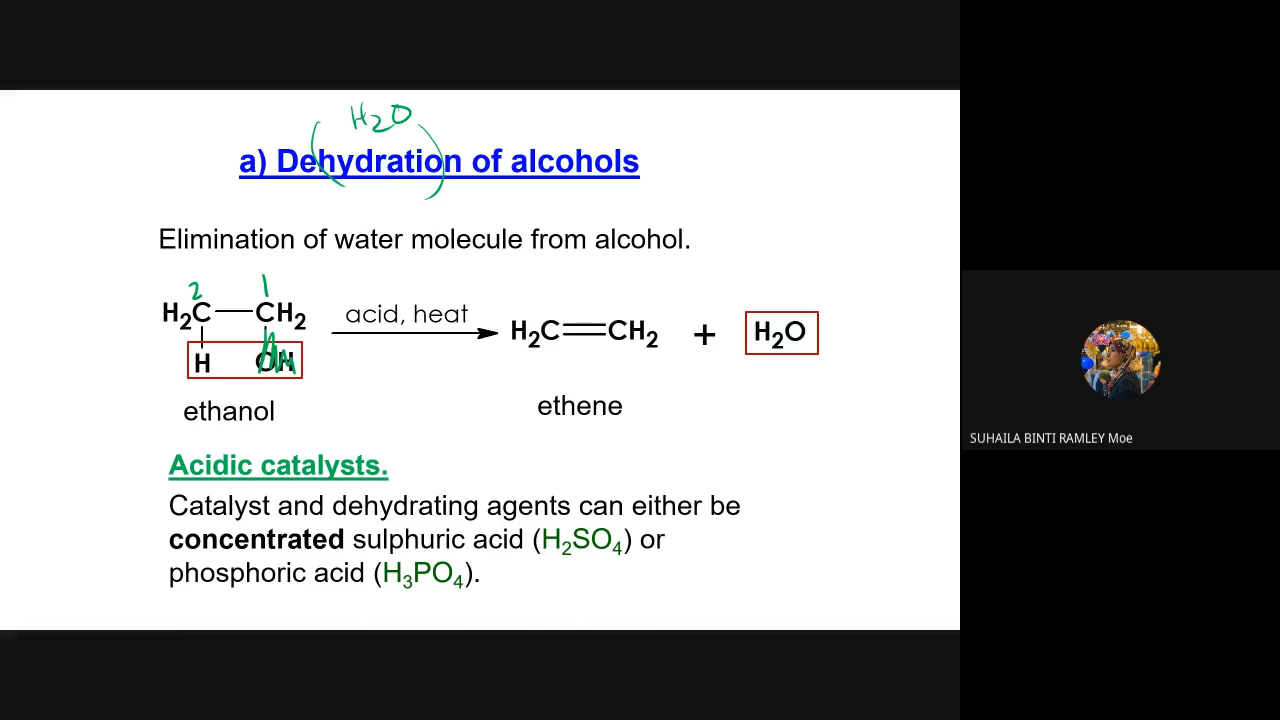 H₂O
a) Dehydration of alcohols
Elimination of water molecule from alcohol.
2 1
H₂C — CH₂ acid, heat H₂C=CH₂ + H₂O
H OH
ethanol ethene
Acidic catalysts.
Catalyst and dehydrating agents can either be
concentrated sulphuric acid (H₂SO₄) or
phosphoric acid (H₃PO₄).
SUHAILA BINTI RAMLEY Moe